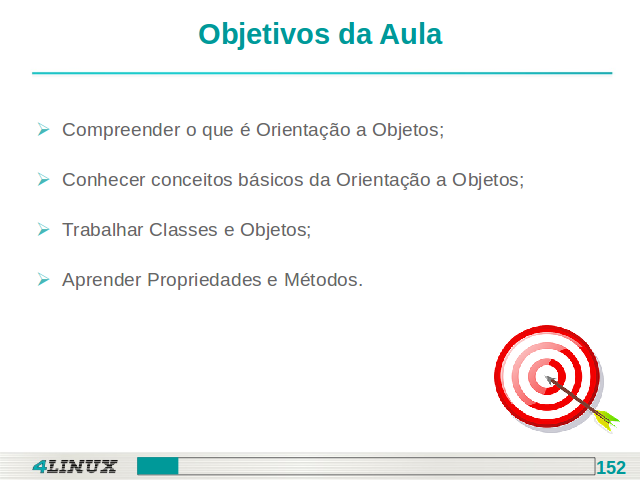 Objetivos da Aula
Compreender o que é Orientação a Objetos;
Conhecer conceitos básicos da Orientação a Objetos;
Trabalhar Classes e Objetos;
Aprender Propriedades e Métodos.
4LINUX
152